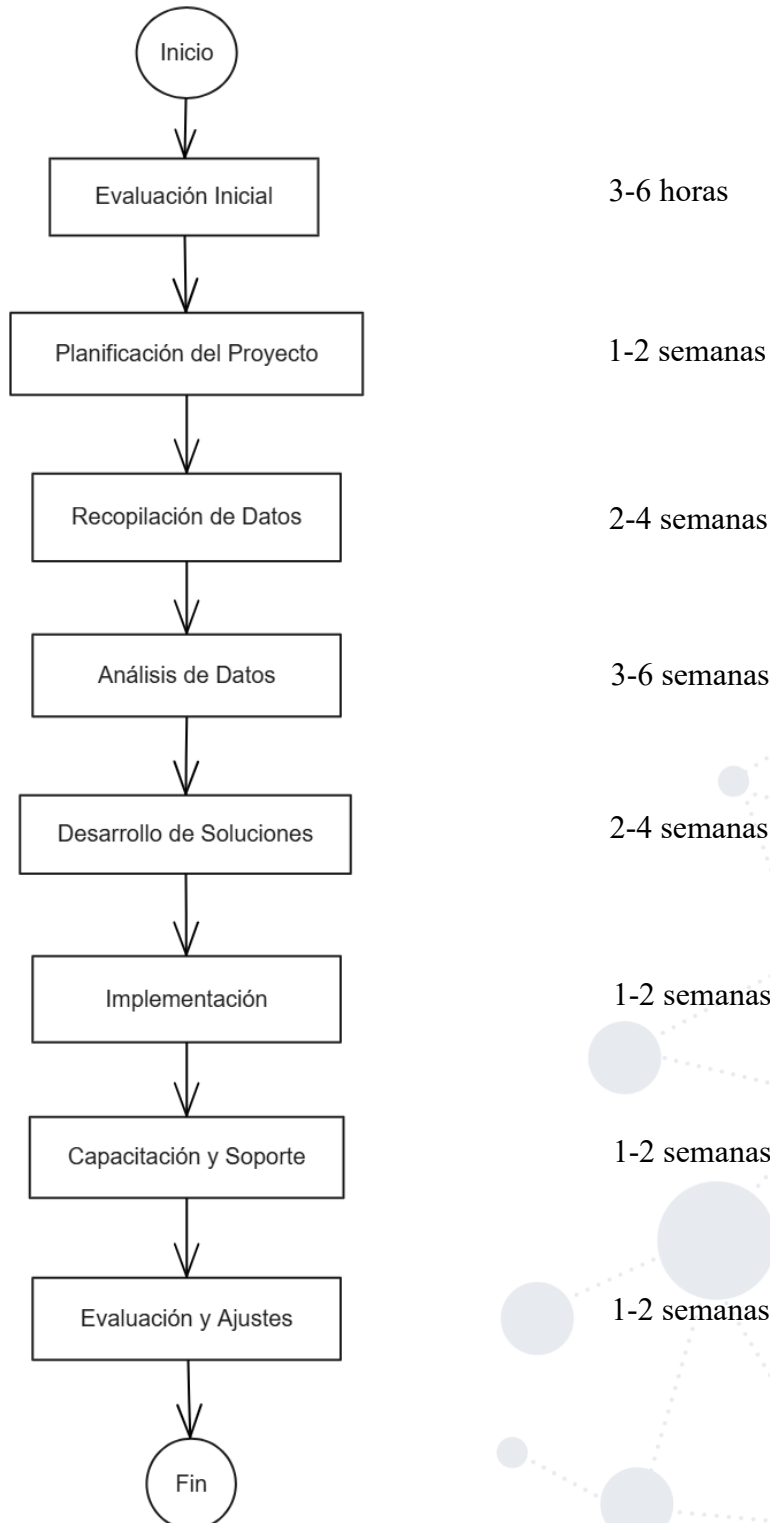 Inicio
Evaluación Inicial
3-6 horas
Planificación del Proyecto
1-2 semanas
Recopilación de Datos
2-4 semanas
Análisis de Datos
3-6 semanas
Desarrollo de Soluciones
2-4 semanas
Implementación
1-2 semanas
Capacitación y Soporte
1-2 semanas
Evaluación y Ajustes
1-2 semanas
Fin